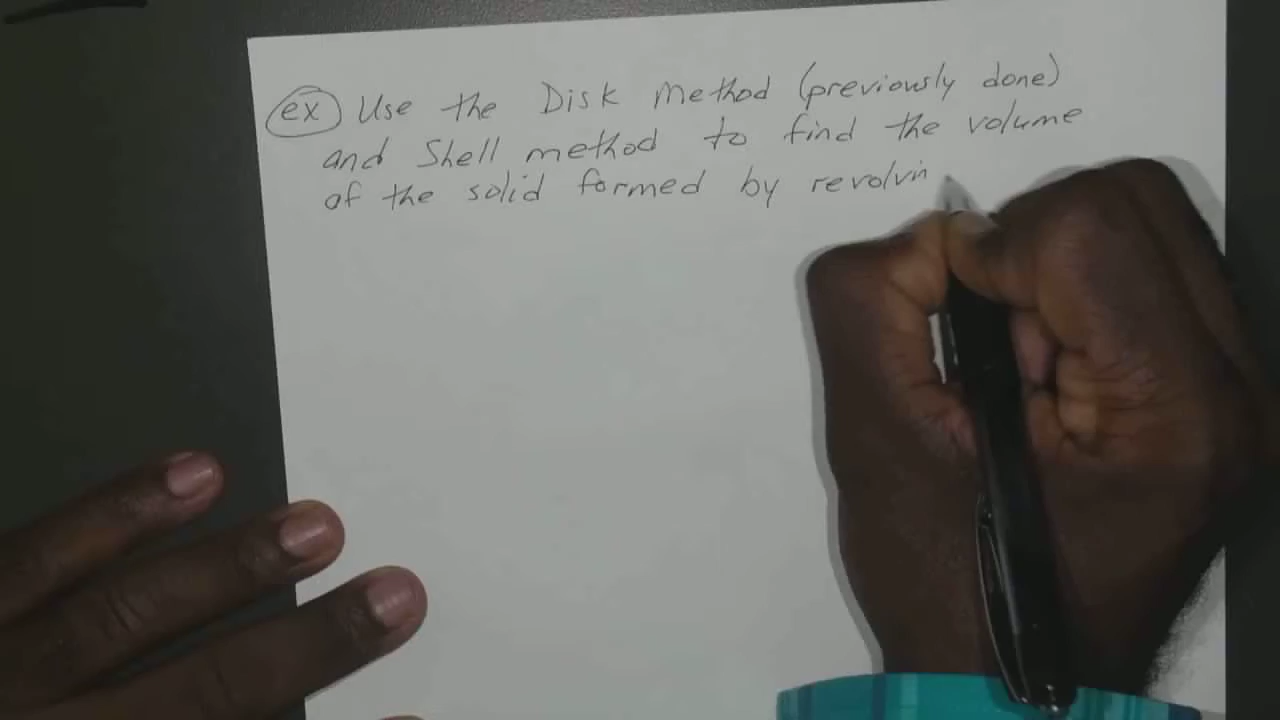 ex Use the Disk Method (previously done)
and Shell method to find the volume
of the solid formed by revolvin